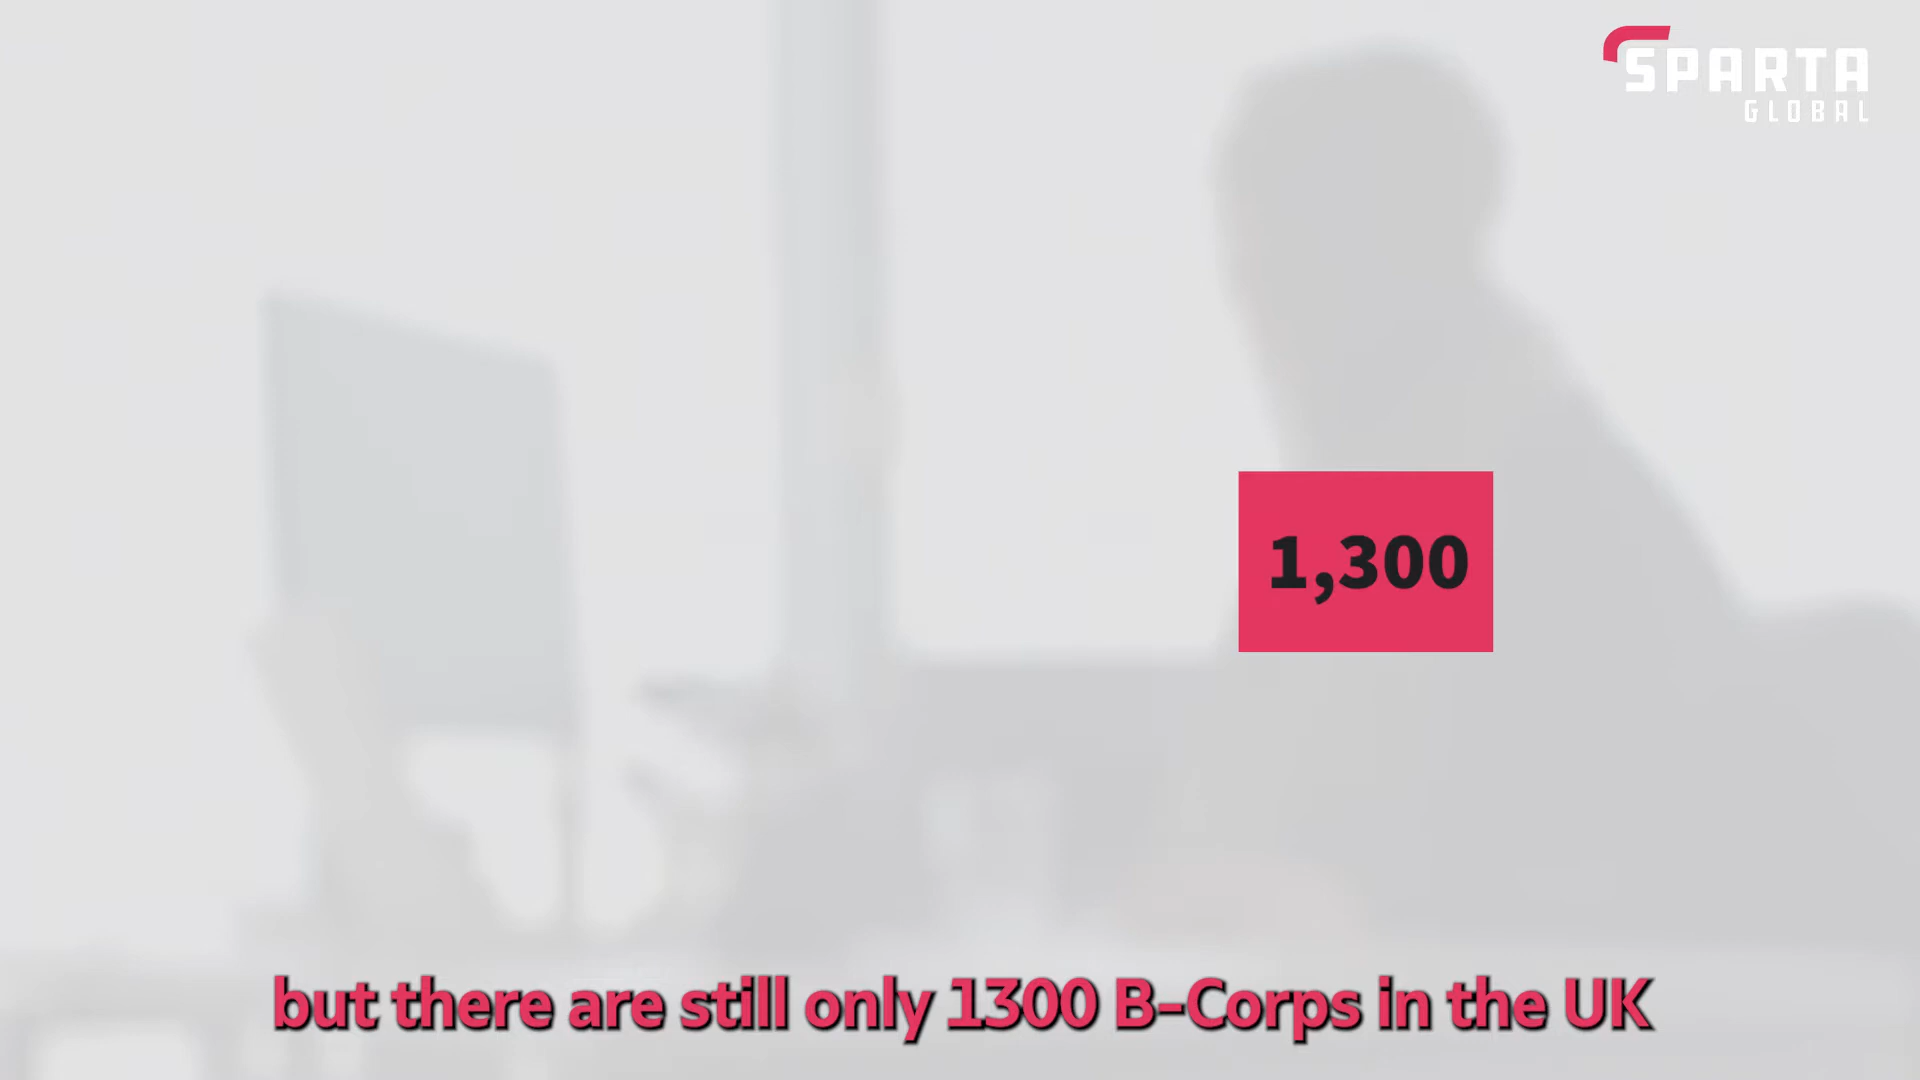 SPARTA
GLOBAL
1,300
but there are still only 1300 B-Corps in the UK